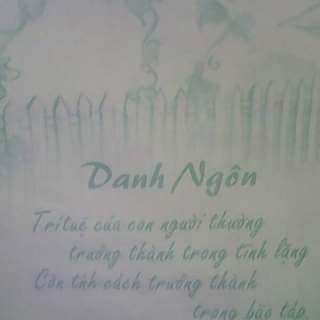 Danh Ngôn
Trí tuệ của con người thường
trưởng thành trong tĩnh lặng
Còn tính cách trưởng thành
trong bão táp.